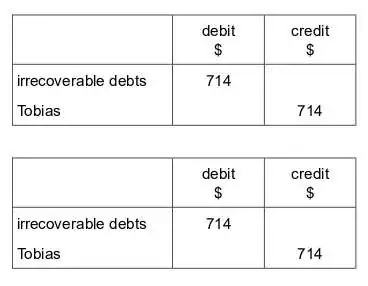 debit credit
$ $
irrecoverable debts 714
Tobias 714
debit credit
$ $
irrecoverable debts 714
Tobias 714